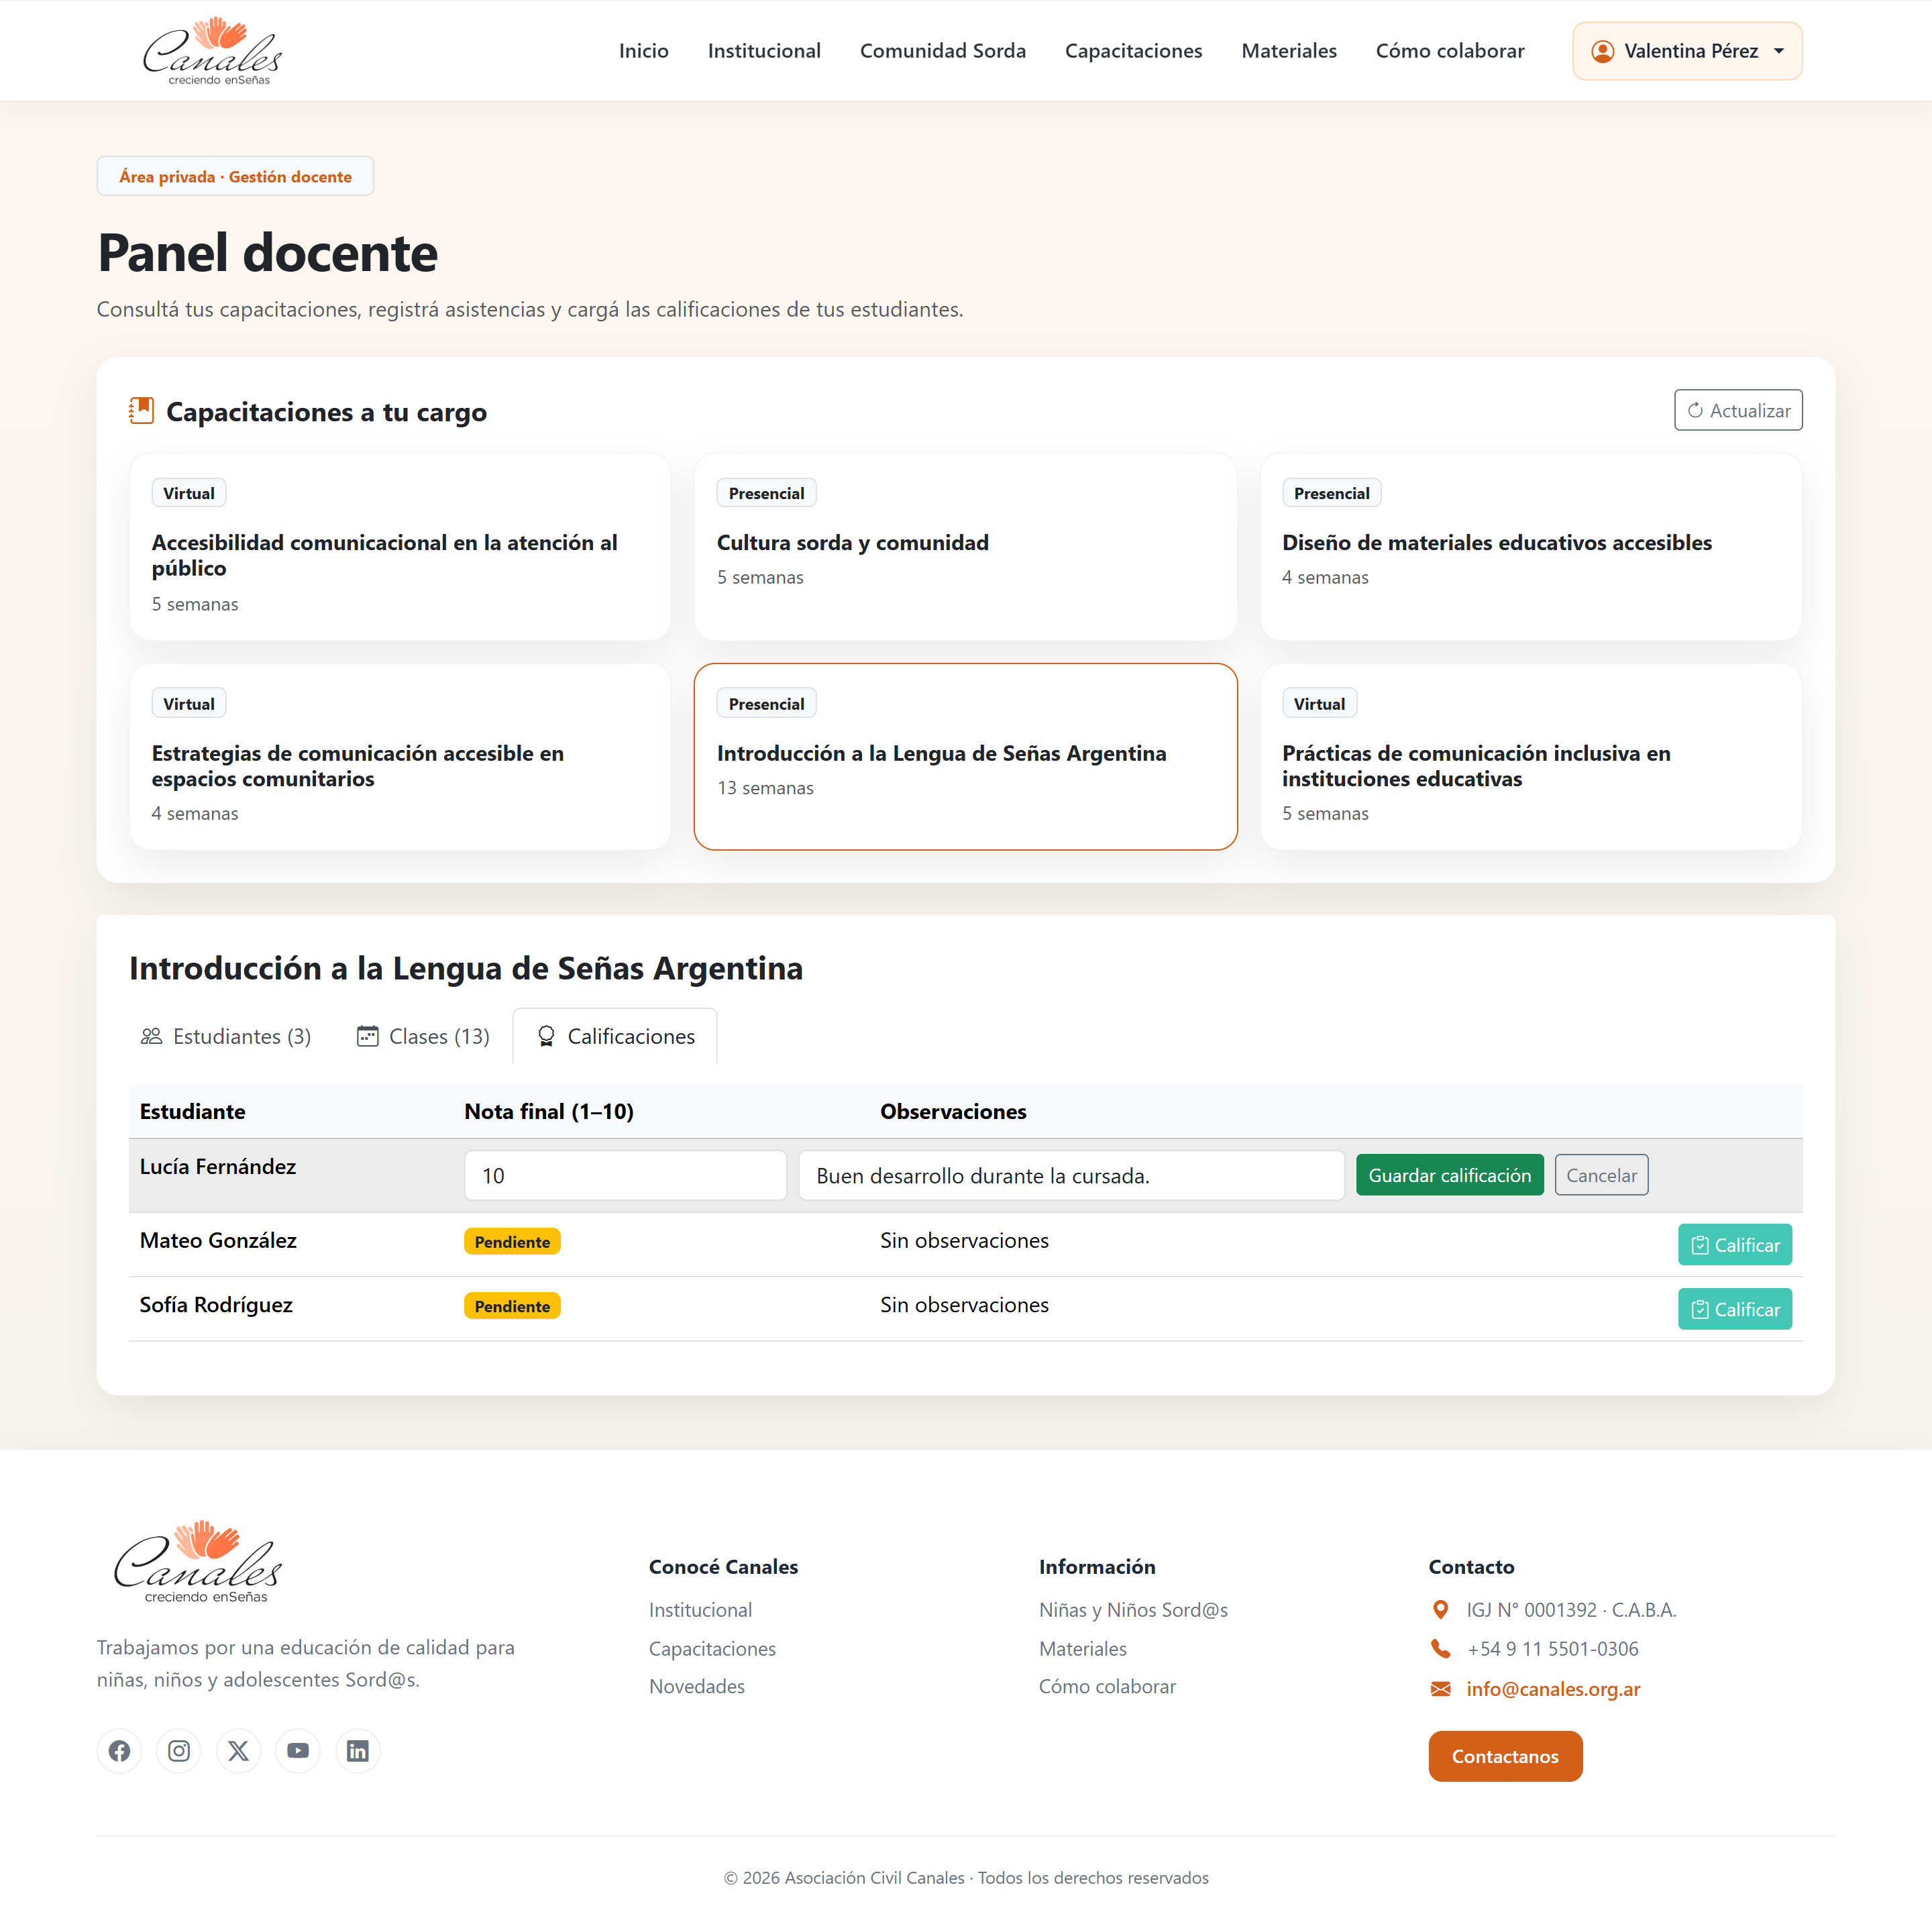 Canales
creciendo enSeñas
Inicio
Institucional
Comunidad Sorda
Capacitaciones
Materiales
Cómo colaborar
Valentina Pérez
Área privada · Gestión docente
Panel docente
Consultá tus capacitaciones, registrá asistencias y cargá las calificaciones de tus estudiantes.
Capacitaciones a tu cargo
Actualizar
Virtual
Accesibilidad comunicacional en la atención al
público
5 semanas
Presencial
Cultura sorda y comunidad
5 semanas
Presencial
Diseño de materiales educativos accesibles
4 semanas
Virtual
Estrategias de comunicación accesible en
espacios comunitarios
4 semanas
Presencial
Introducción a la Lengua de Señas Argentina
13 semanas
Virtual
Prácticas de comunicación inclusiva en
instituciones educativas
5 semanas
Introducción a la Lengua de Señas Argentina
Estudiantes (3)
Clases (13)
Calificaciones
Estudiante Nota final (1–10) Observaciones
Lucía Fernández 10 Buen desarrollo durante la cursada. Guardar calificación Cancelar
Mateo González Pendiente Sin observaciones Calificar
Sofía Rodríguez Pendiente Sin observaciones Calificar
Canales
creciendo enSeñas
Trabajamos por una educación de calidad para
niñas, niños y adolescentes Sord@s.
Conocé Canales
Institucional
Capacitaciones
Novedades
Información
Niñas y Niños Sord@s
Materiales
Cómo colaborar
Contacto
IGJ N° 0001392 · C.A.B.A.
+54 9 11 5501-0306
info@canales.org.ar
Contactanos
© 2026 Asociación Civil Canales · Todos los derechos reservados